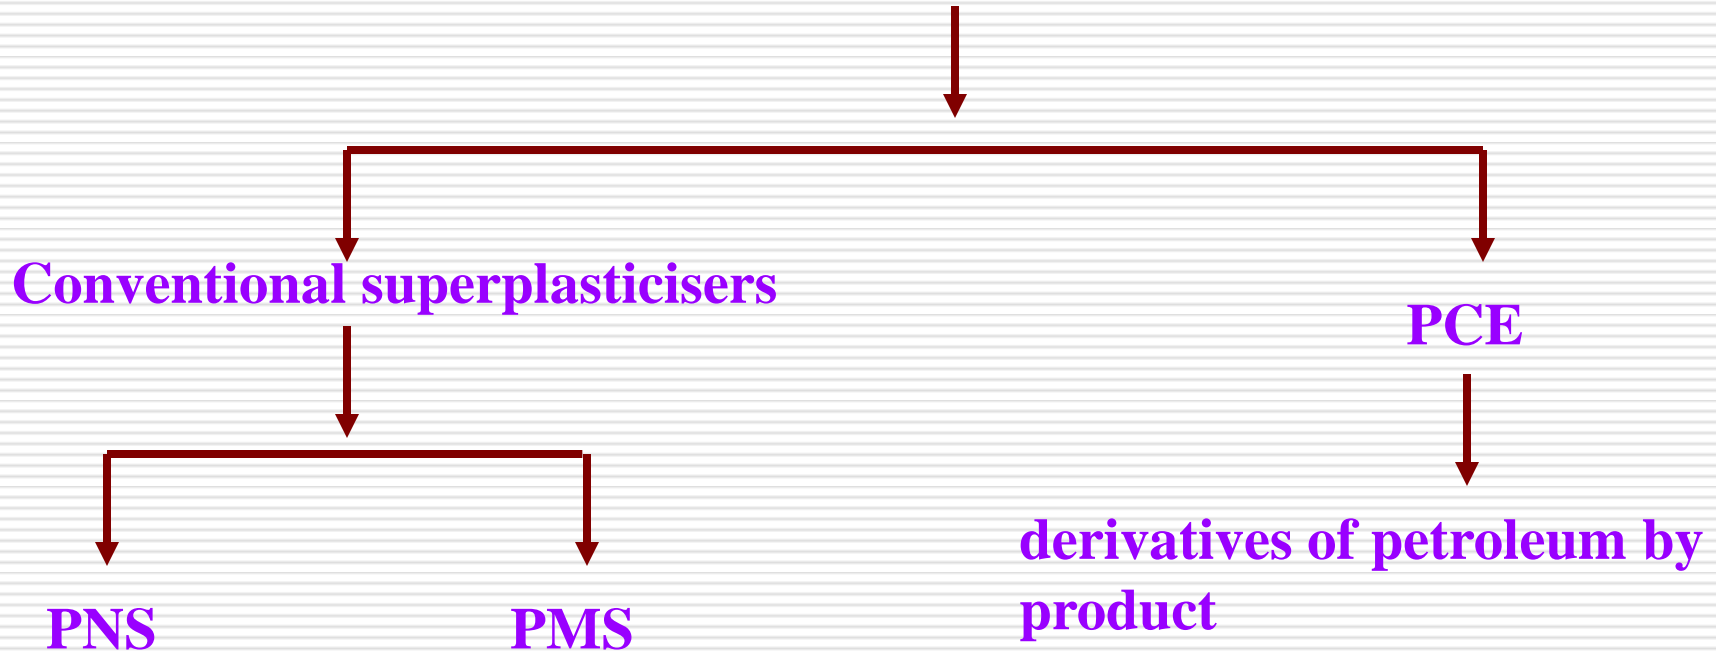 Conventional superplasticisers
PCE
derivatives of petroleum by
product
PNS
PMS